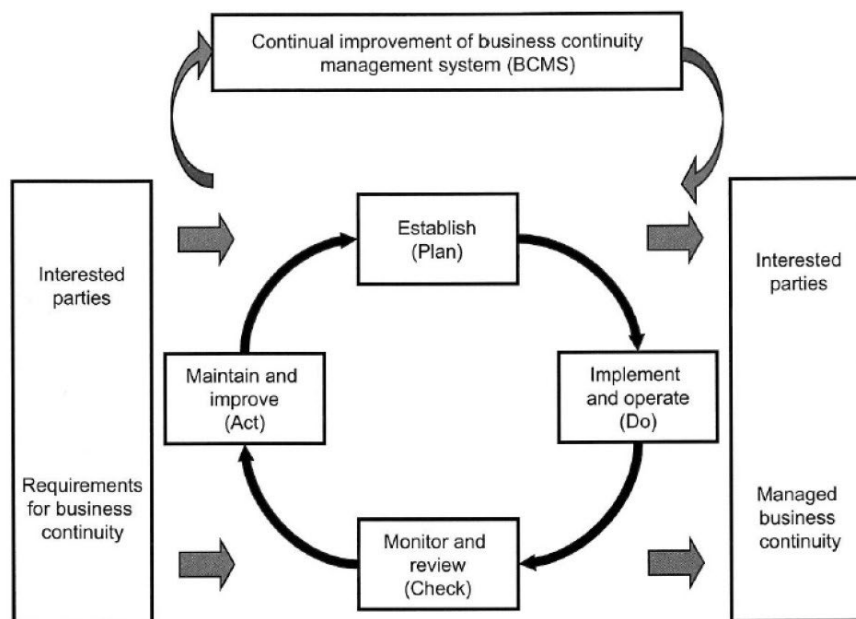 Continual improvement of business continuity
management system (BCMS)
Establish
(Plan)
Interested
parties
Interested
parties
Maintain and
improve
(Act)
Implement
and operate
(Do)
Requirements
for business
continuity
Managed
business
continuity
Monitor and
review
(Check)